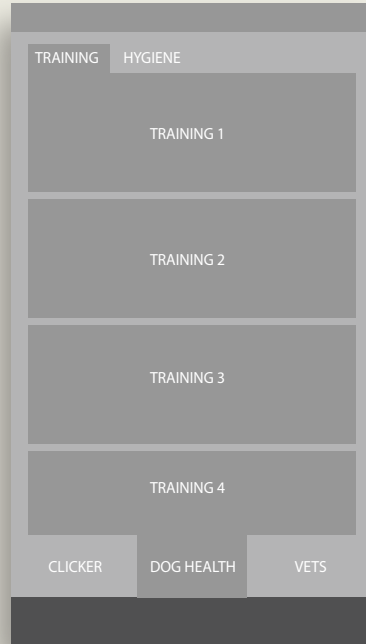 TRAINING HYGIENE
TRAINING 1
TRAINING 2
TRAINING 3
TRAINING 4
CLICKER DOG HEALTH VETS